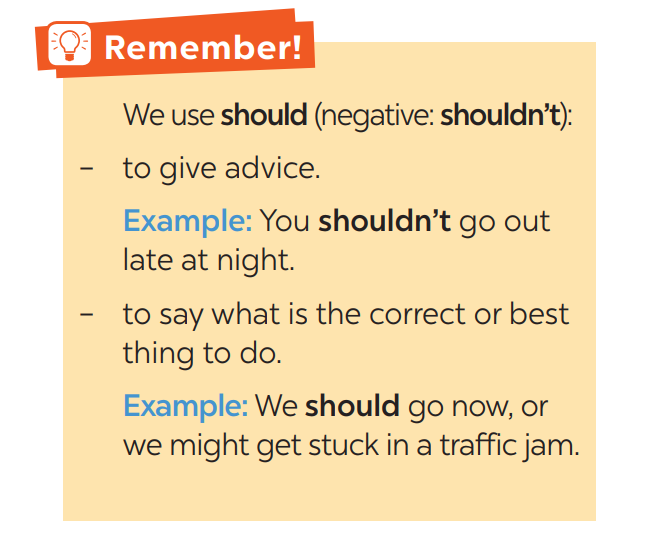 Remember!
We use should (negative: shouldn't):
– to give advice.
Example: You shouldn't go out
late at night.
– to say what is the correct or best
thing to do.
Example: We should go now, or
we might get stuck in a traffic jam.